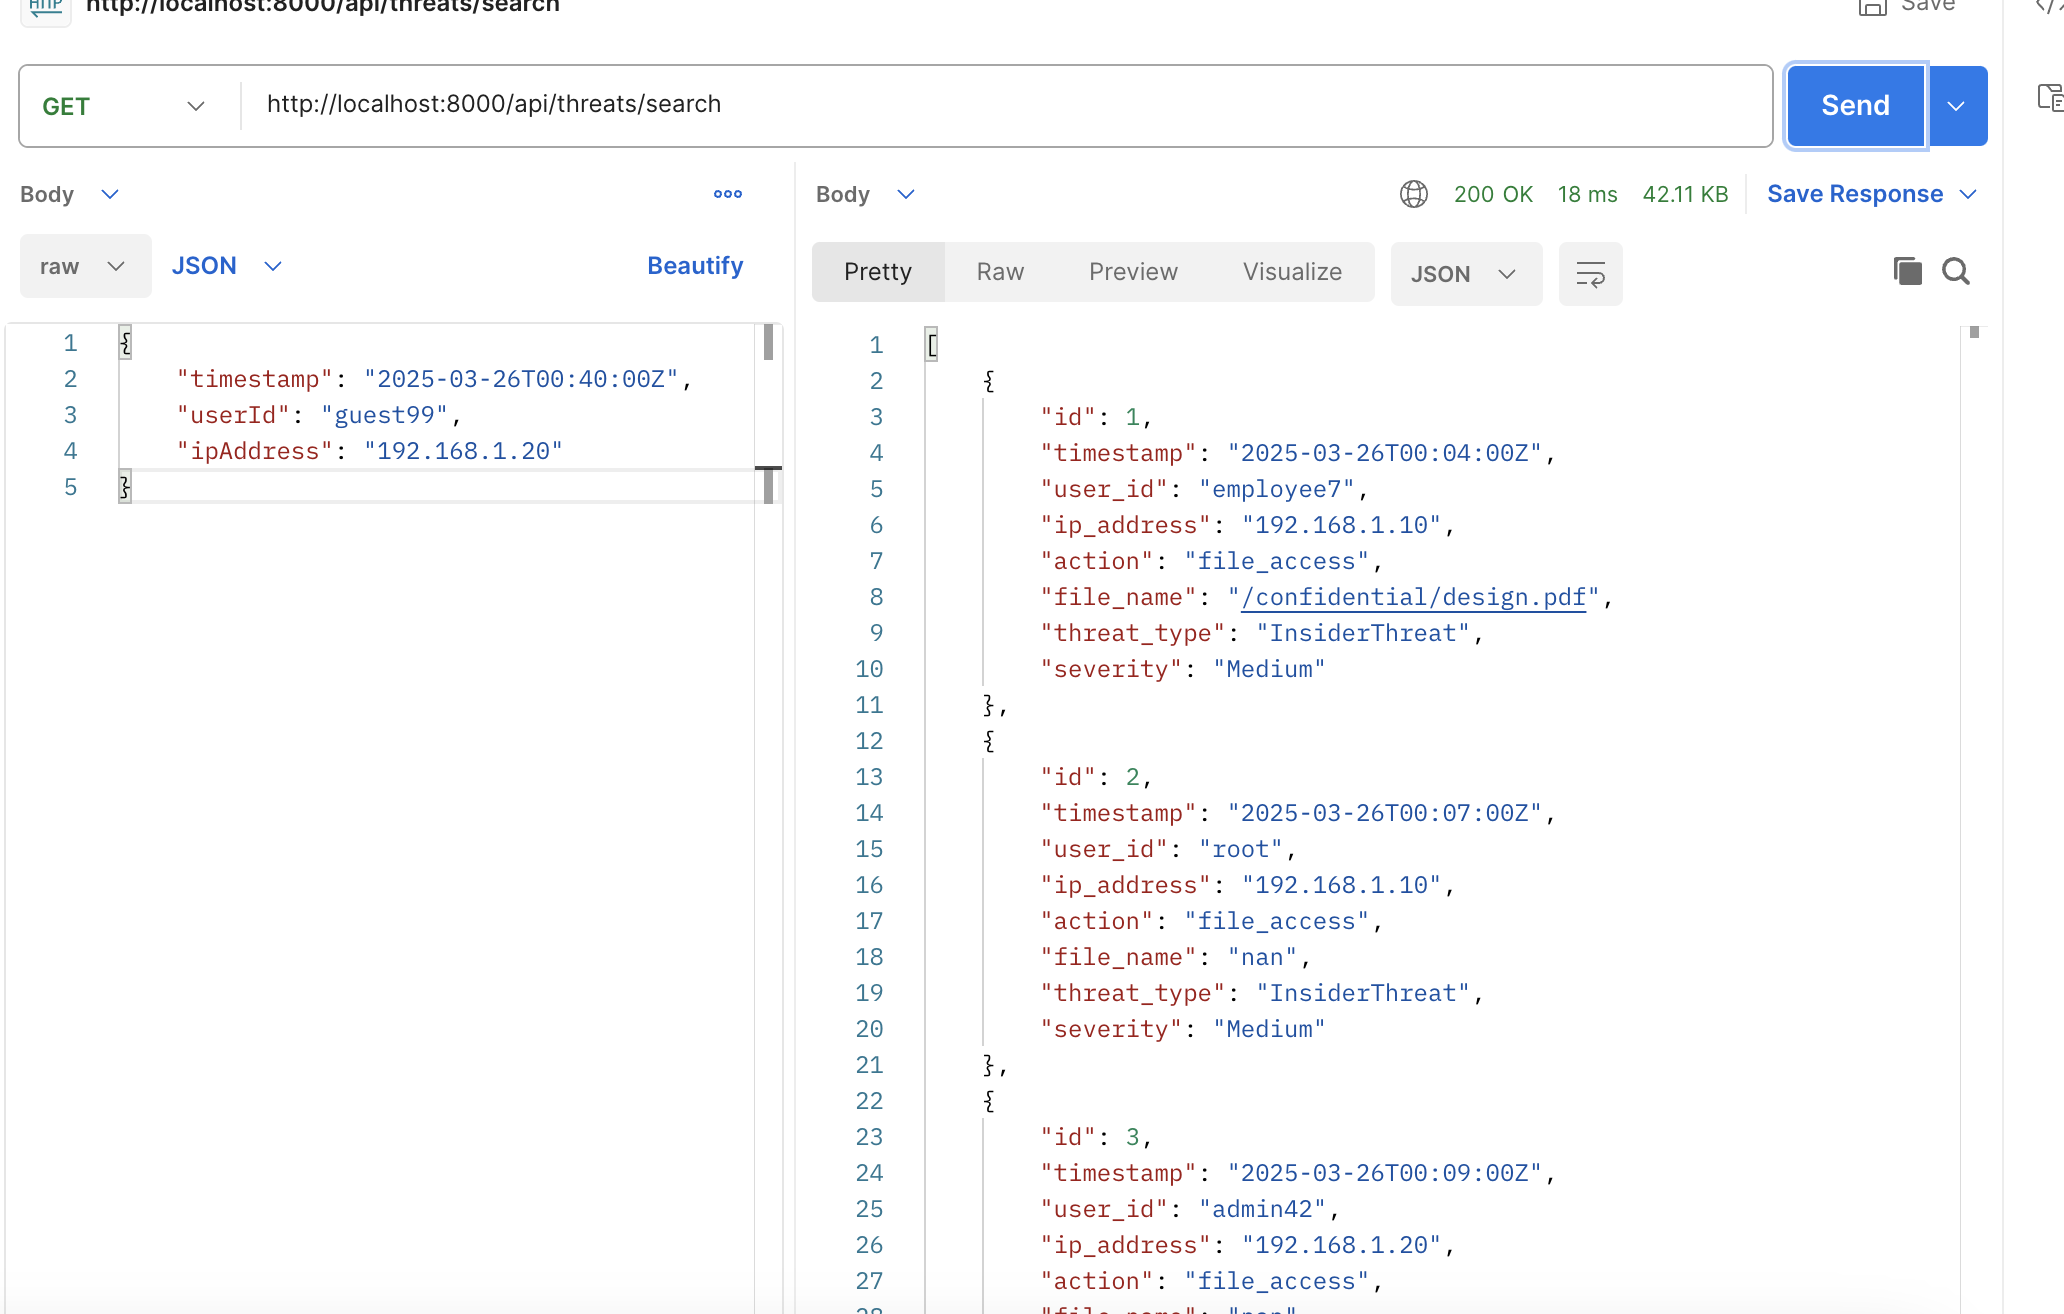 HTTP http://localhost:8000/api/threats/search Save
GET http://localhost:8000/api/threats/search Send
Body
raw JSON Beautify
1 {
2 "timestamp": "2025-03-26T00:40:00Z",
3 "userId": "guest99",
4 "ipAddress": "192.168.1.20"
5 }
Body 200 OK 18 ms 42.11 KB Save Response
Pretty Raw Preview Visualize JSON
1 [
2 {
3 "id": 1,
4 "timestamp": "2025-03-26T00:04:00Z",
5 "user_id": "employee7",
6 "ip_address": "192.168.1.10",
7 "action": "file_access",
8 "file_name": "/confidential/design.pdf",
9 "threat_type": "InsiderThreat",
10 "severity": "Medium"
11 },
12 {
13 "id": 2,
14 "timestamp": "2025-03-26T00:07:00Z",
15 "user_id": "root",
16 "ip_address": "192.168.1.10",
17 "action": "file_access",
18 "file_name": "nan",
19 "threat_type": "InsiderThreat",
20 "severity": "Medium"
21 },
22 {
23 "id": 3,
24 "timestamp": "2025-03-26T00:09:00Z",
25 "user_id": "admin42",
26 "ip_address": "192.168.1.20",
27 "action": "file_access",
28 "file_name": "nan"